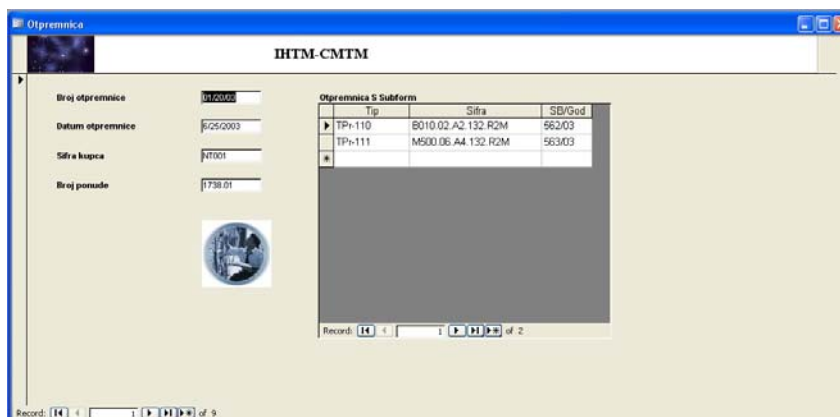 Otpremnica
IHTM-CMTM
Broj otpremnice 01/20/03
Datum otpremnice 6/25/2003
Sifra kupca NT001
Broj ponude 1738.01
Otpremnica S Subform
Tip Sifra SB/God
TPr-110 B010.02.A2.132.R2M 562/03
TPr-111 M500.06.A4.132.R2M 563/03
Record: 1 of 2
Record: 1 of 9